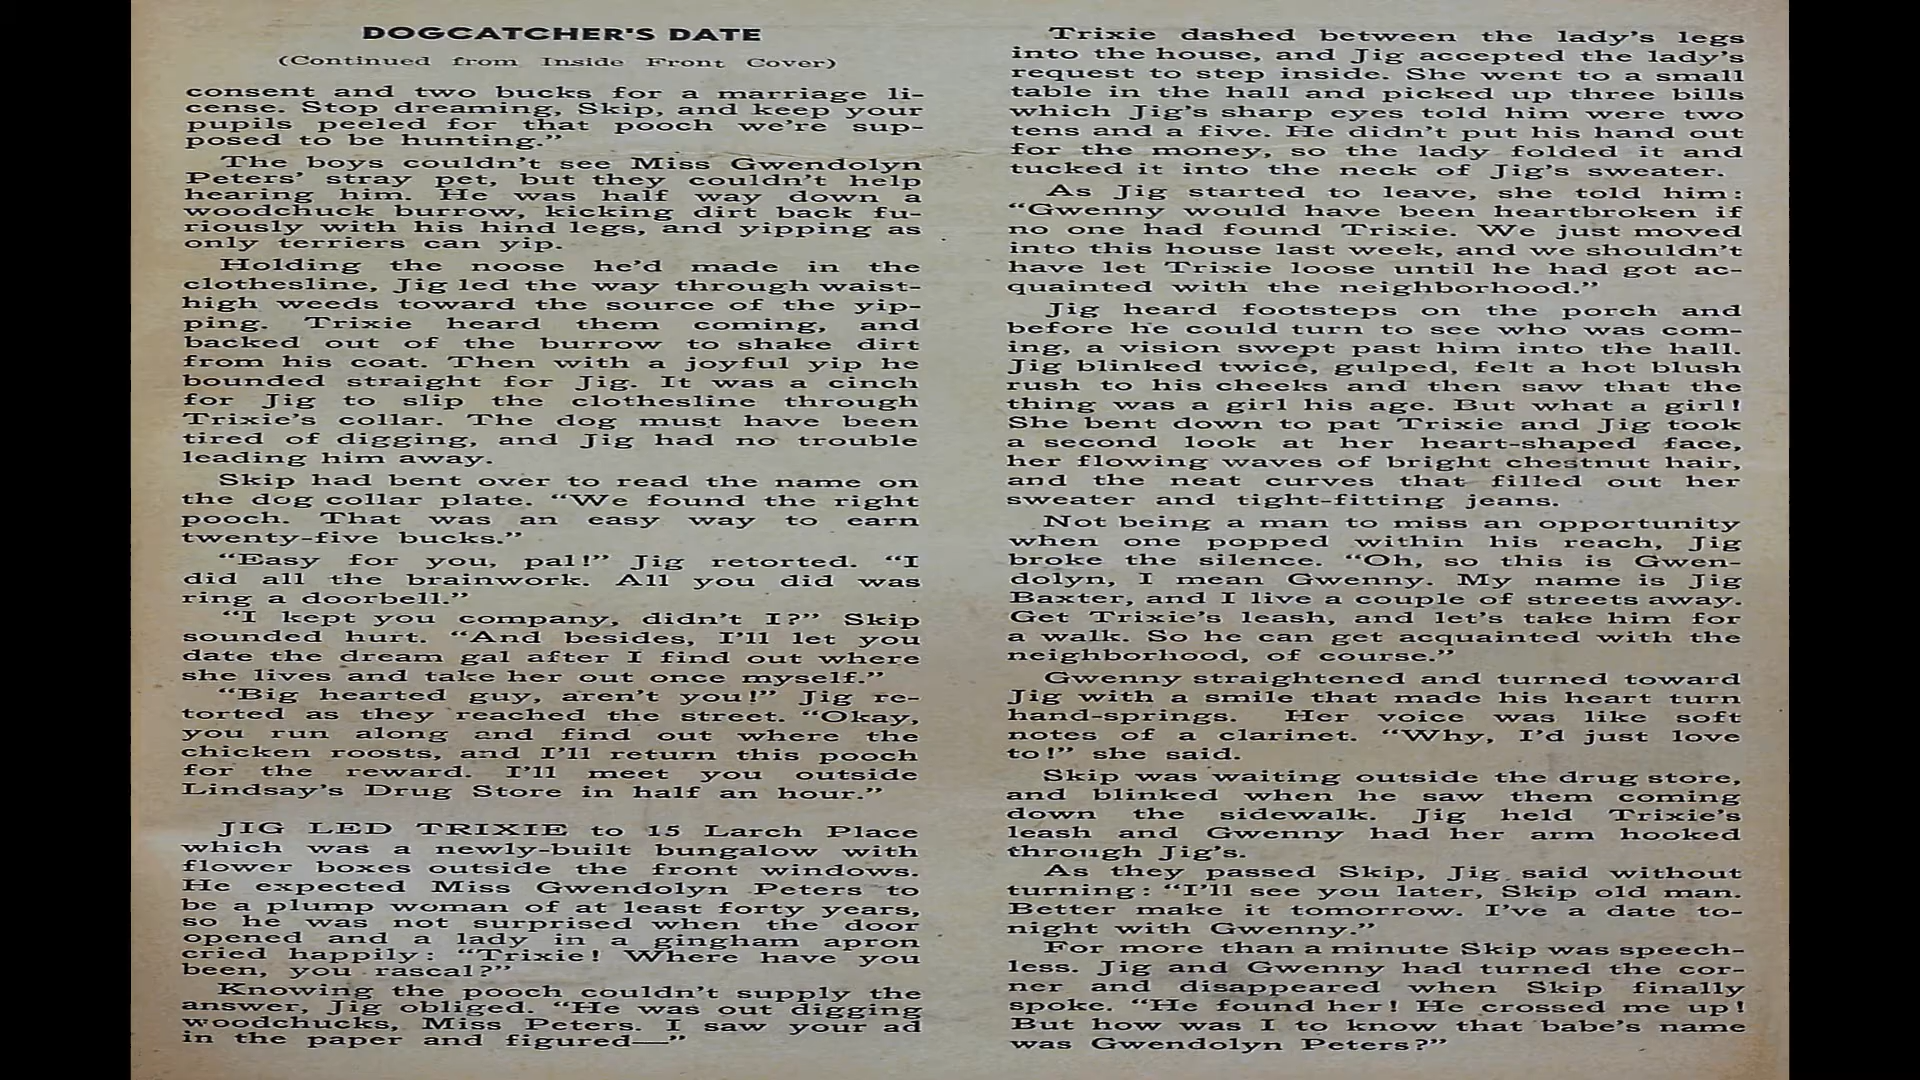 DOGCATCHER'S DATE
(Continued from Inside Front Cover)
consent and two bucks for a marriage li-
cense. Stop dreaming, Skip, and keep your
pupils peeled for that pooch we're sup-
posed to be hunting."
The boys couldn't see Miss Gwendolyn
Peters' stray pet, but they couldn't help
hearing him. He was half way down a
woodchuck burrow, kicking dirt back fu-
riously with his hind legs, and yipping as
only terriers can yip.
Holding the noose he'd made in the
clothesline, Jig led the way through waist-
high weeds toward the source of the yip-
ping. Trixie heard them coming, and
backed out of the burrow to shake dirt
from his coat. Then with a joyful yip he
bounded straight for Jig. It was a cinch
for Jig to slip the clothesline through
Trixie's collar. The dog must have been
tired of digging, and Jig had no trouble
leading him away.
Skip had bent over to read the name on
the dog collar plate. "We found the right
pooch. That was an easy way to earn
twenty-five bucks."
"Easy for you, pal!" Jig retorted. "I
did all the brainwork. All you did was
ring a doorbell."
"I kept you company, didn't I?" Skip
sounded hurt. "And besides, I'll let you
date the dream gal after I find out where
she lives and take her out once myself."
"Big hearted guy, aren't you!" Jig re-
torted as they reached the street. "Okay,
you run along and find out where the
chicken roosts, and I'll return this pooch
for the reward. I'll meet you outside
Lindsay's Drug Store in half an hour."
JIG LED TRIXIE to 15 Larch Place
which was a newly-built bungalow with
flower boxes outside the front windows.
He expected Miss Gwendolyn Peters to
be a plump woman of at least forty years,
so he was not surprised when the door
opened and a lady in a gingham apron
cried happily: "Trixie! Where have you
been, you rascal?"
Knowing the pooch couldn't supply the
answer, Jig obliged. "He was out digging
woodchucks, Miss Peters. I saw your ad
in the paper and figured—"
Trixie dashed between the lady's legs
into the house, and Jig accepted the lady's
request to step inside. She went to a small
table in the hall and picked up three bills
which Jig's sharp eyes told him were two
tens and a five. He didn't put his hand out
for the money, so the lady folded it and
tucked it into the neck of Jig's sweater.
As Jig started to leave, she told him:
"Gwenny would have been heartbroken if
no one had found Trixie. We just moved
into this house last week, and we shouldn't
have let Trixie loose until he had got ac-
quainted with the neighborhood."
Jig heard footsteps on the porch and
before he could turn to see who was com-
ing, a vision swept past him into the hall.
Jig blinked twice, gulped, felt a hot blush
rush to his cheeks and then saw that the
thing was a girl his age. But what a girl!
She bent down to pat Trixie and Jig took
a second look at her heart-shaped face,
her flowing waves of bright chestnut hair,
and the neat curves that filled out her
sweater and tight-fitting jeans.
Not being a man to miss an opportunity
when one popped within his reach, Jig
broke the silence. "Oh, so this is Gwen-
dolyn, I mean Gwenny. My name is Jig
Baxter, and I live a couple of streets away.
Get Trixie's leash, and let's take him for
a walk. So he can get acquainted with the
neighborhood, of course."
Gwenny straightened and turned toward
Jig with a smile that made his heart turn
hand-springs. Her voice was like soft
notes of a clarinet. "Why, I'd just love
to!" she said.
Skip was waiting outside the drug store,
and blinked when he saw them coming
down the sidewalk. Jig held Trixie's
leash and Gwenny had her arm hooked
through Jig's.
As they passed Skip, Jig said without
turning: "I'll see you later, Skip old man.
Better make it tomorrow. I've a date to-
night with Gwenny."
For more than a minute Skip was speech-
less. Jig and Gwenny had turned the cor-
ner and disappeared when Skip finally
spoke. "He found her! He crossed me up!
But how was I to know that babe's name
was Gwendolyn Peters?"